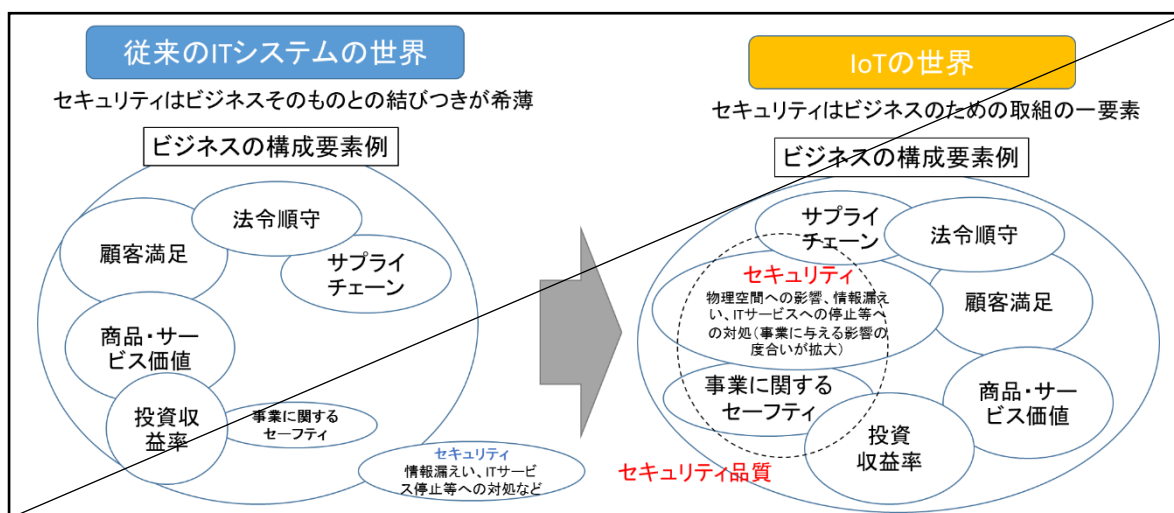 従来のITシステムの世界
セキュリティはビジネスそのものとの結びつきが希薄
ビジネスの構成要素例
法令順守
顧客満足
サプライ
チェーン
商品・サー
ビス価値
投資収
益率
事業に関する
セーフティ
セキュリティ
情報漏えい、ITサービ
ス停止等への対処など
IoTの世界
セキュリティはビジネスのための取組の一要素
ビジネスの構成要素例
サプライ
チェーン
法令順守
セキュリティ
物理空間への影響、情報漏え
い、ITサービスへの停止等へ
の対処(事業に与える影響の
度合いが拡大)
顧客満足
事業に関する
セーフティ
商品・サー
ビス価値
投資
収益率
セキュリティ品質